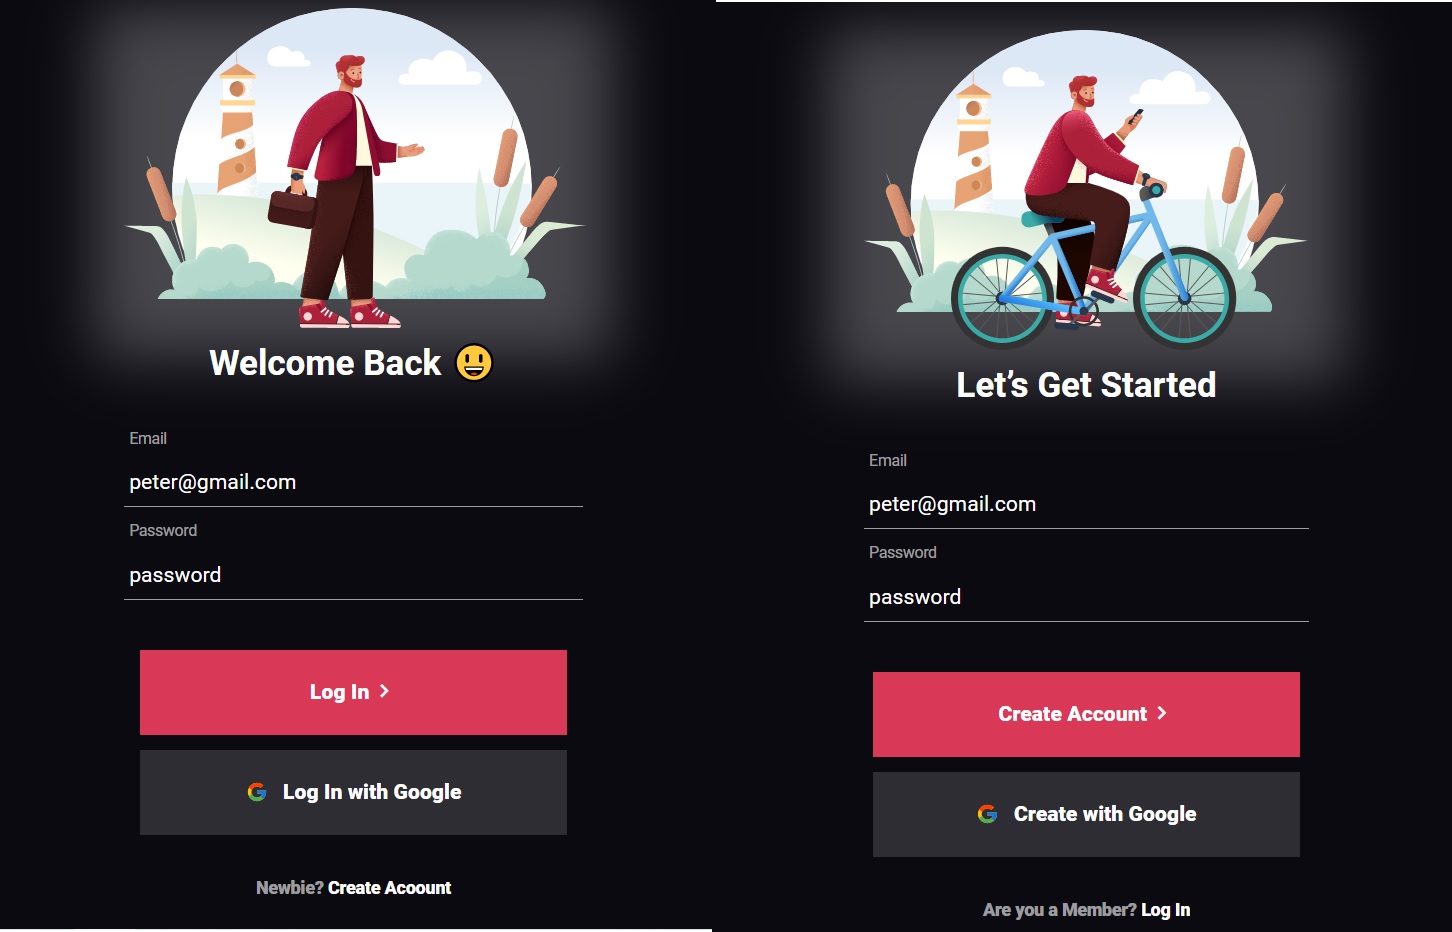 Welcome Back 😃
Email
peter@gmail.com
Password
password
Log In >
Log In with Google
Newbie? Create Acoount
Let’s Get Started
Email
peter@gmail.com
Password
password
Create Account >
Create with Google
Are you a Member? Log In